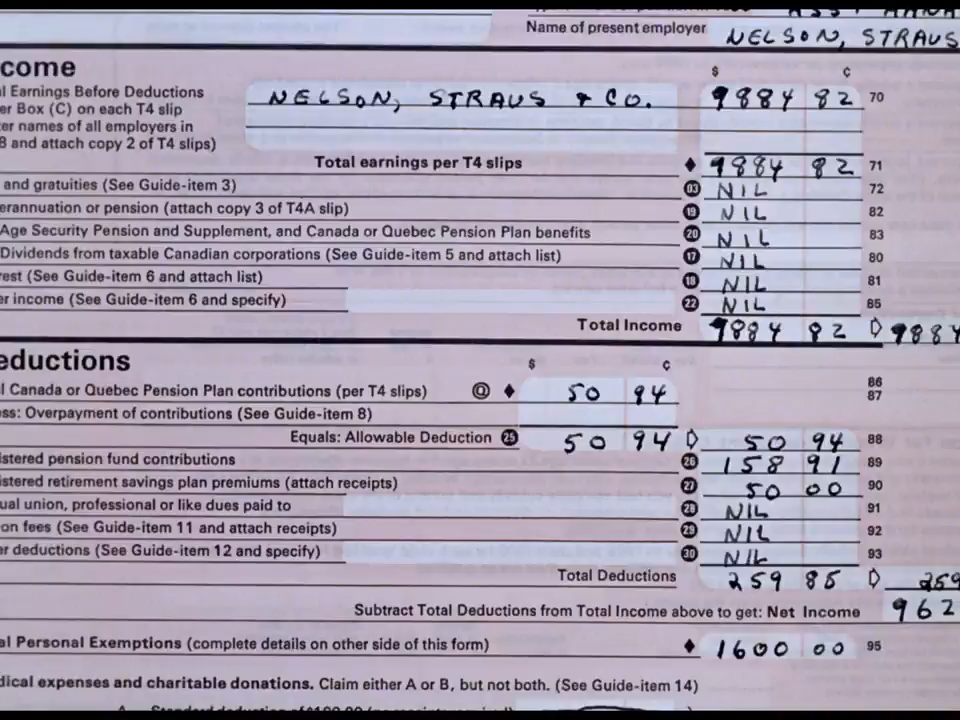 Name of present employer NELSON, STRAUS
come $ ¢
al Earnings Before Deductions
er Box (C) on each T4 slip NELSON, STRAUS & CO. 9884 82 70
er names of all employers in
8 and attach copy 2 of T4 slips)
Total earnings per T4 slips ♦ 9884 82 71
and gratuities (See Guide-item 3) 03 NIL 72
erannuation or pension (attach copy 3 of T4A slip) 19 NIL 82
Age Security Pension and Supplement, and Canada or Quebec Pension Plan benefits 20 NIL 83
Dividends from taxable Canadian corporations (See Guide-item 5 and attach list) 17 NIL 80
rest (See Guide-item 6 and attach list) 18 NIL 81
er income (See Guide-item 6 and specify) 22 NIL 85
Total Income 9884 82 9884
eductions $ ¢
86
al Canada or Quebec Pension Plan contributions (per T4 slips) @ ♦ 50 94 87
ess: Overpayment of contributions (See Guide-item 8)
Equals: Allowable Deduction 25 50 94 50 94 88
istered pension fund contributions 26 158 91 89
istered retirement savings plan premiums (attach receipts) 27 50 00 90
ual union, professional or like dues paid to 28 NIL 91
on fees (See Guide-item 11 and attach receipts) 29 NIL 92
er deductions (See Guide-item 12 and specify) 30 NIL 93
Total Deductions 259 85 259
Subtract Total Deductions from Total Income above to get: Net Income 962
al Personal Exemptions (complete details on other side of this form) ♦ 1600 00 95
dical expenses and charitable donations. Claim either A or B, but not both. (See Guide-item 14)